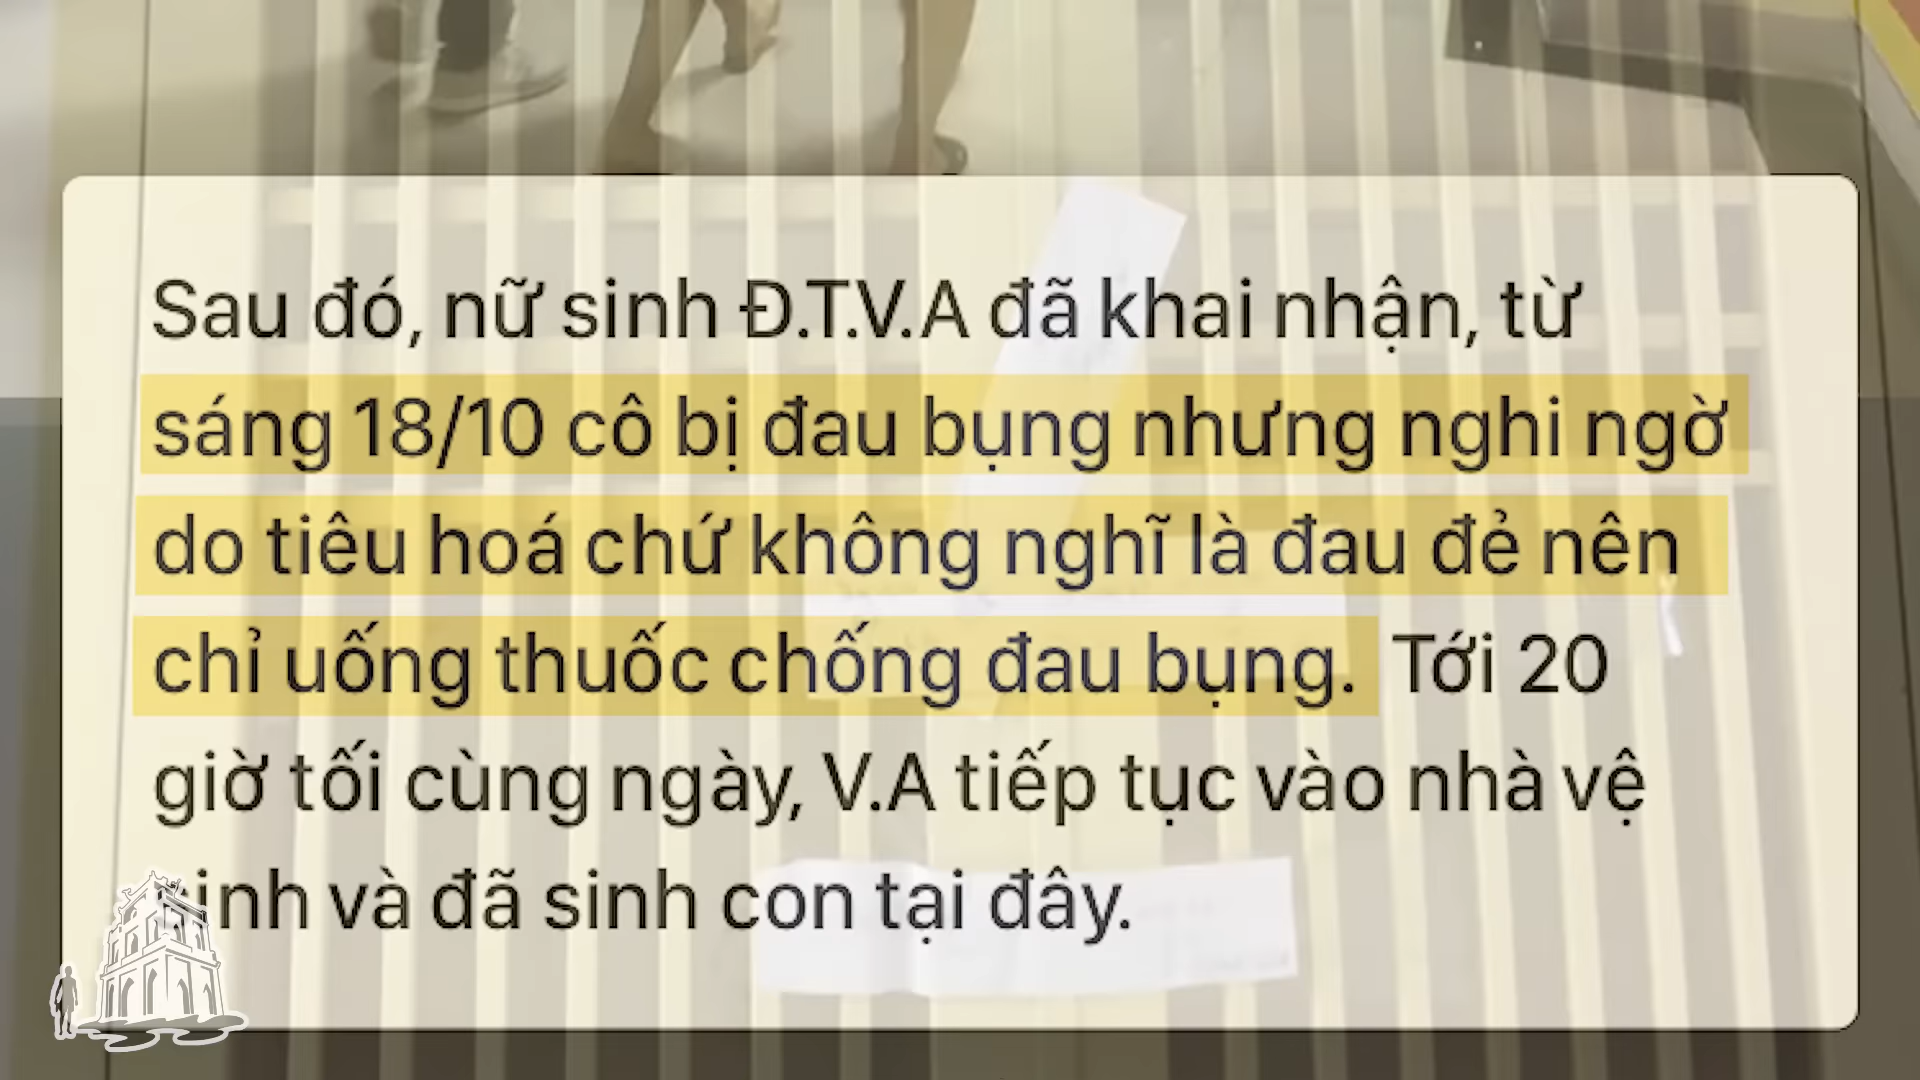 Sau đó, nữ sinh Đ.T.V.A đã khai nhận, từ
sáng 18/10 cô bị đau bụng nhưng nghi ngờ
do tiêu hoá chứ không nghĩ là đau đẻ nên
chỉ uống thuốc chống đau bụng. Tới 20
giờ tối cùng ngày, V.A tiếp tục vào nhà vệ
sinh và đã sinh con tại đây.